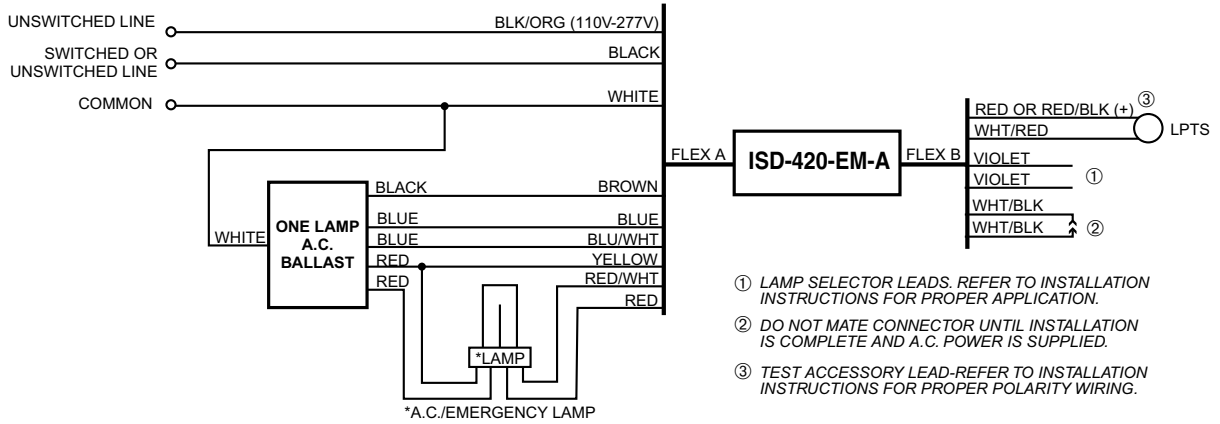 UNSWITCHED LINE
BLK/ORG (110V-277V)
SWITCHED OR
UNSWITCHED LINE
BLACK
COMMON
WHITE
FLEX A
ISD-420-EM-A
FLEX B
RED OR RED/BLK (+)
③
WHT/RED
LPTS
VIOLET
VIOLET
①
WHT/BLK
WHT/BLK
②
WHITE
ONE LAMP
A.C.
BALLAST
BLACK
BROWN
BLUE
BLUE
BLUE
BLU/WHT
RED
YELLOW
RED
RED/WHT
RED
*LAMP
*A.C./EMERGENCY LAMP
① LAMP SELECTOR LEADS. REFER TO INSTALLATION
INSTRUCTIONS FOR PROPER APPLICATION.
② DO NOT MATE CONNECTOR UNTIL INSTALLATION
IS COMPLETE AND A.C. POWER IS SUPPLIED.
③ TEST ACCESSORY LEAD-REFER TO INSTALLATION
INSTRUCTIONS FOR PROPER POLARITY WIRING.